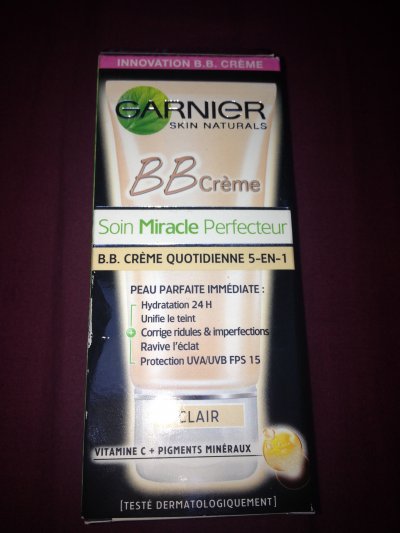 INNOVATION B.B. CRÈME
GARNIER
SKIN NATURALS
BB Crème
Soin Miracle Perfecteur
B.B. CRÈME QUOTIDIENNE 5-EN-1
PEAU PARFAITE IMMÉDIATE :
Hydratation 24 H
Unifie le teint
+ Corrige ridules & imperfections
Ravive l'éclat
Protection UVA/UVB FPS 15
CLAIR
VITAMINE C + PIGMENTS MINÉRAUX
[TESTÉ DERMATOLOGIQUEMENT]